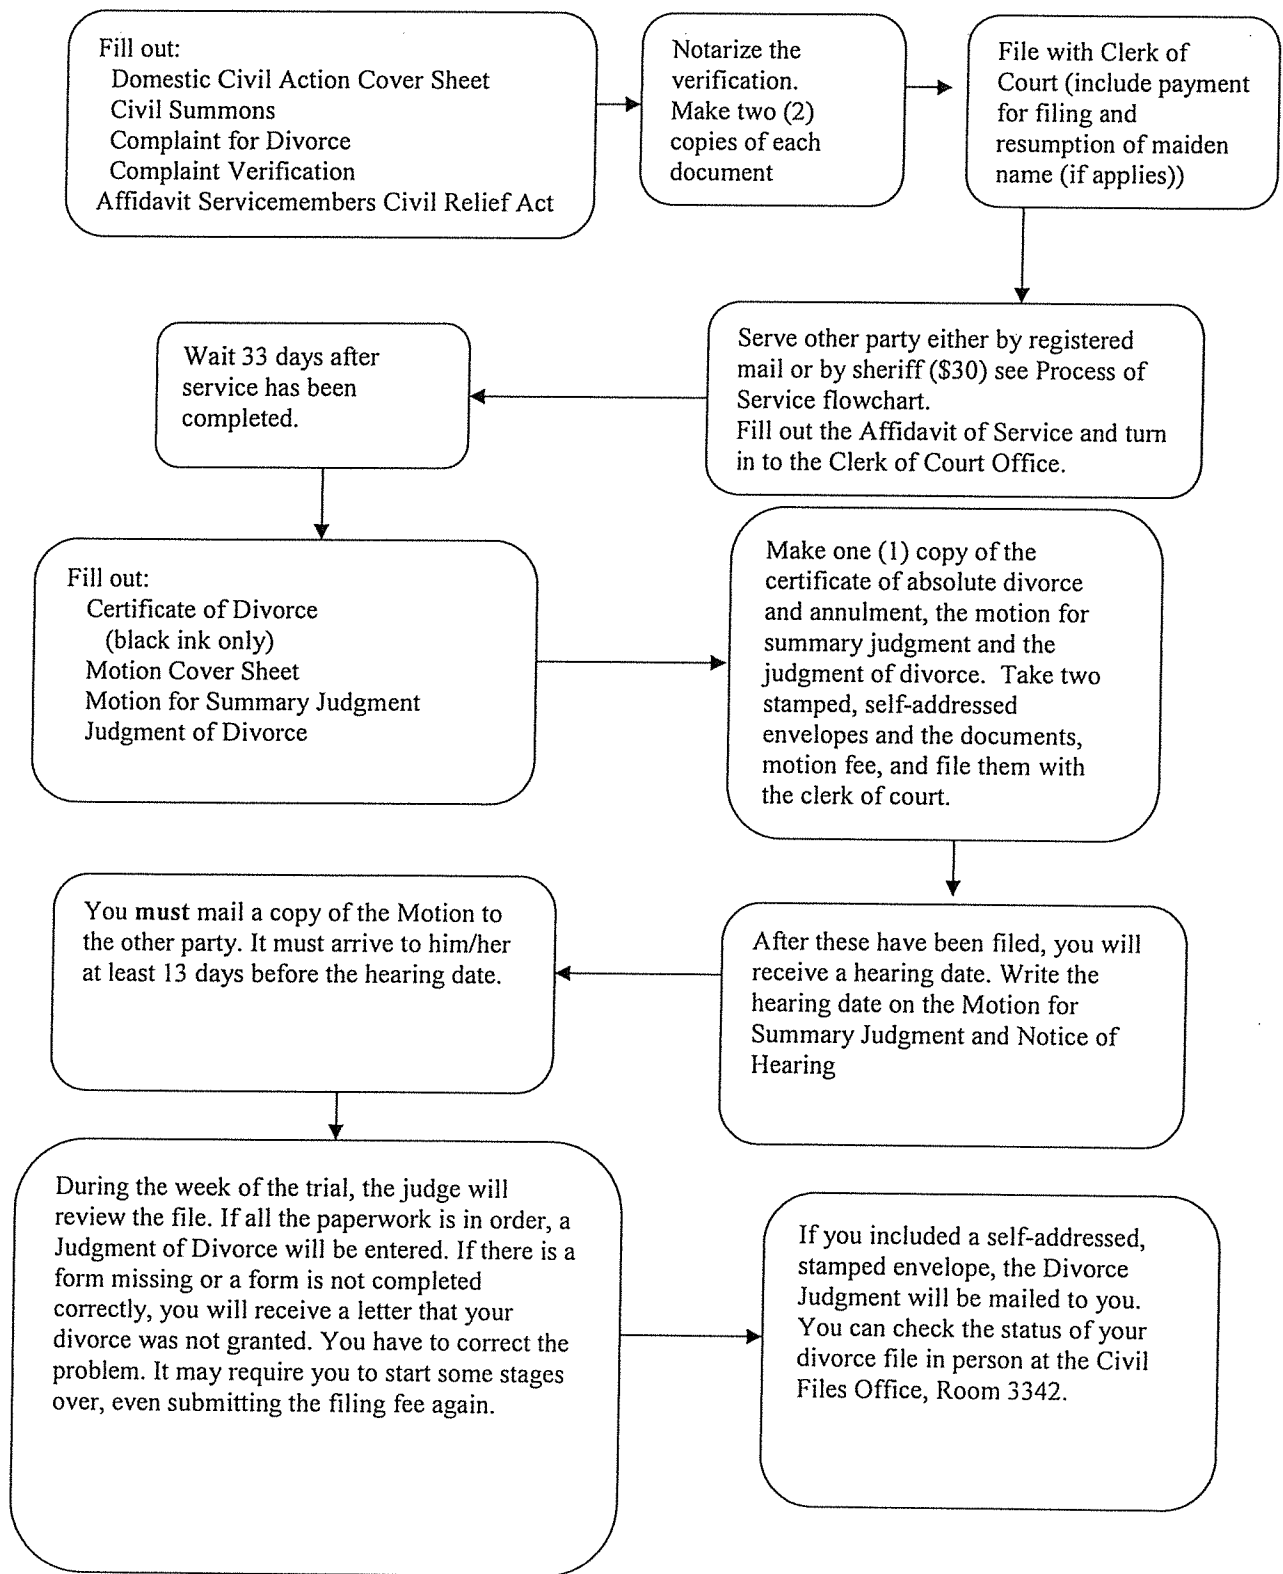 Fill out:
Domestic Civil Action Cover Sheet
Civil Summons
Complaint for Divorce
Complaint Verification
Affidavit Servicemembers Civil Relief Act
Notarize the
verification.
Make two (2)
copies of each
document
File with Clerk of
Court (include payment
for filing and
resumption of maiden
name (if applies))
Serve other party either by registered
mail or by sheriff ($30) see Process of
Service flowchart.
Fill out the Affidavit of Service and turn
in to the Clerk of Court Office.
Wait 33 days after
service has been
completed.
Fill out:
Certificate of Divorce
(black ink only)
Motion Cover Sheet
Motion for Summary Judgment
Judgment of Divorce
Make one (1) copy of the
certificate of absolute divorce
and annulment, the motion for
summary judgment and the
judgment of divorce. Take two
stamped, self-addressed
envelopes and the documents,
motion fee, and file them with
the clerk of court.
After these have been filed, you will
receive a hearing date. Write the
hearing date on the Motion for
Summary Judgment and Notice of
Hearing
You must mail a copy of the Motion to
the other party. It must arrive to him/her
at least 13 days before the hearing date.
During the week of the trial, the judge will
review the file. If all the paperwork is in order, a
Judgment of Divorce will be entered. If there is a
form missing or a form is not completed
correctly, you will receive a letter that your
divorce was not granted. You have to correct the
problem. It may require you to start some stages
over, even submitting the filing fee again.
If you included a self-addressed,
stamped envelope, the Divorce
Judgment will be mailed to you.
You can check the status of your
divorce file in person at the Civil
Files Office, Room 3342.